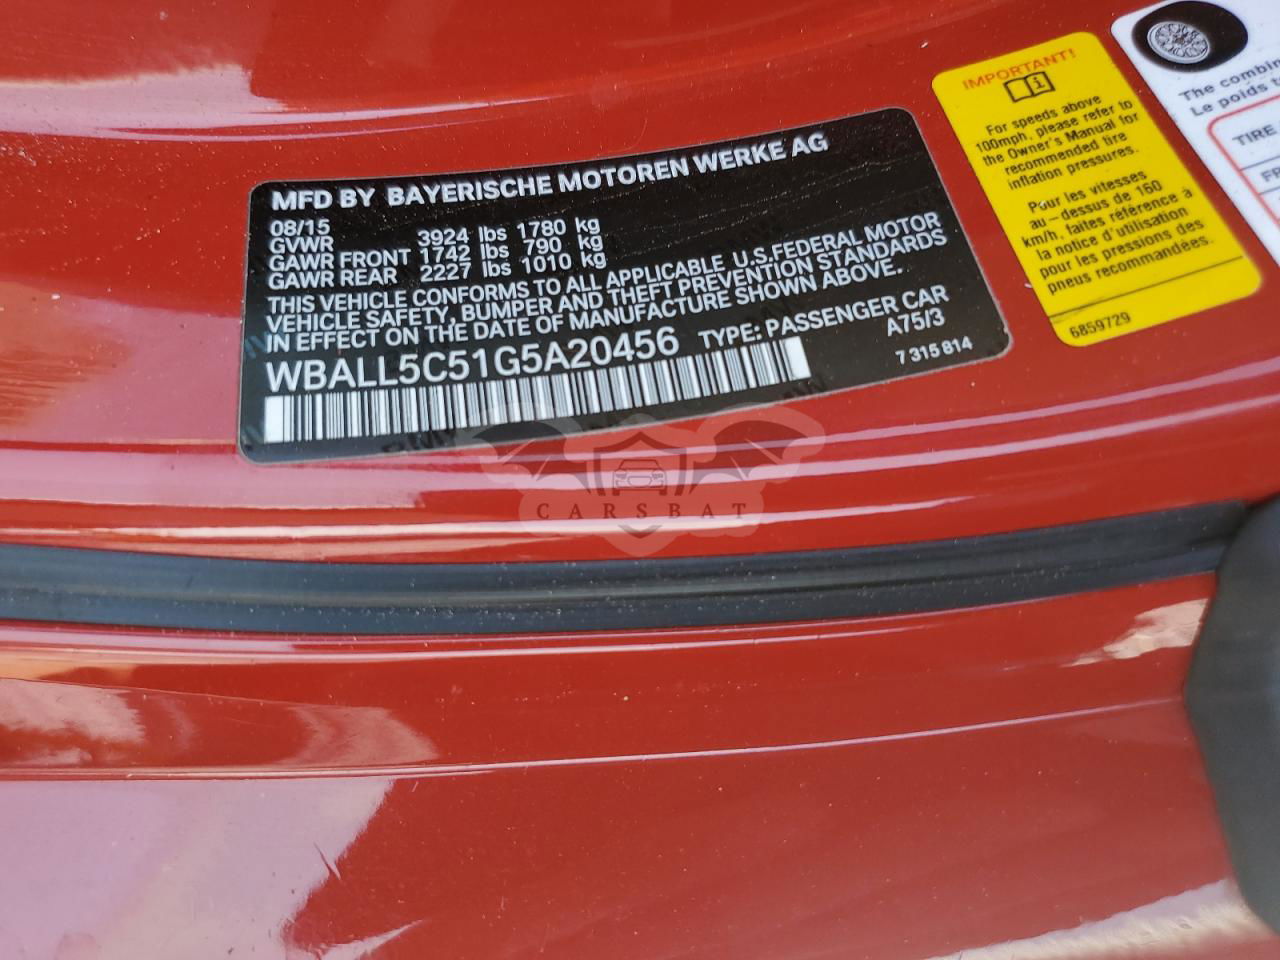 MFD BY BAYERISCHE MOTOREN WERKE AG
08/15
GVWR 3924 lbs 1780 kg
GAWR FRONT 1742 lbs 790 kg
GAWR REAR 2227 lbs 1010 kg
THIS VEHICLE CONFORMS TO ALL APPLICABLE U.S.FEDERAL MOTOR
VEHICLE SAFETY, BUMPER AND THEFT PREVENTION STANDARDS
IN EFFECT ON THE DATE OF MANUFACTURE SHOWN ABOVE.
WBALL5C51G5A20456 TYPE: PASSENGER CAR
A75/3
7 315 814
IMPORTANT!
For speeds above
100mph, please refer to
the Owner's Manual for
recommended tire
inflation pressures.
Pour les vitesses
au-dessus de 160
km/h, faites référence à
la notice d'utilisation
pour les pressions des
pneus recommandées.
6859729
The combin
Le poids t
TIRE
FR
CARSBAT